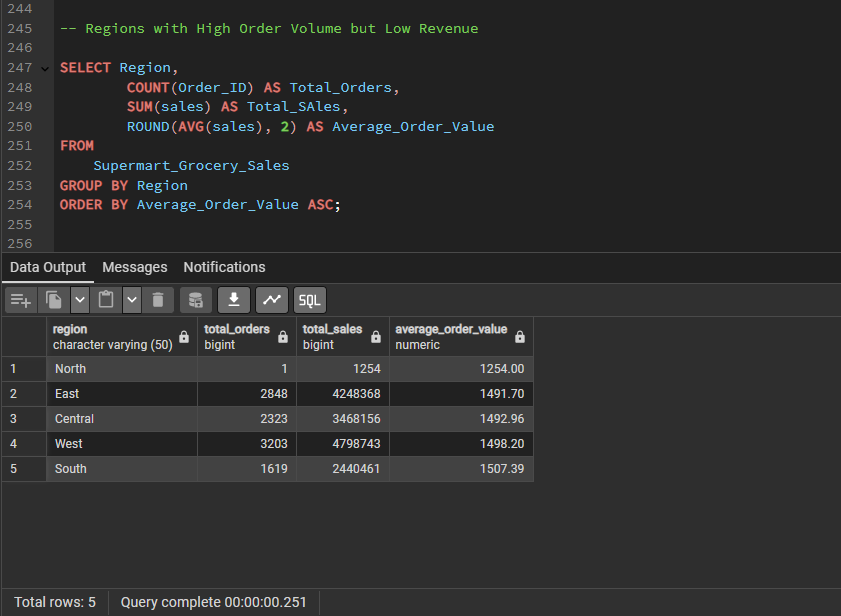 244
245 -- Regions with High Order Volume but Low Revenue
246
247 SELECT Region,
248 COUNT(Order_ID) AS Total_Orders,
249 SUM(sales) AS Total_SAles,
250 ROUND(AVG(sales), 2) AS Average_Order_Value
251 FROM
252 Supermart_Grocery_Sales
253 GROUP BY Region
254 ORDER BY Average_Order_Value ASC;
255
256
Data Output Messages Notifications
SQL
region total_orders total_sales average_order_value
character varying (50) bigint bigint numeric
1 North 1 1254 1254.00
2 East 2848 4248368 1491.70
3 Central 2323 3468156 1492.96
4 West 3203 4798743 1498.20
5 South 1619 2440461 1507.39
Total rows: 5 Query complete 00:00:00.251